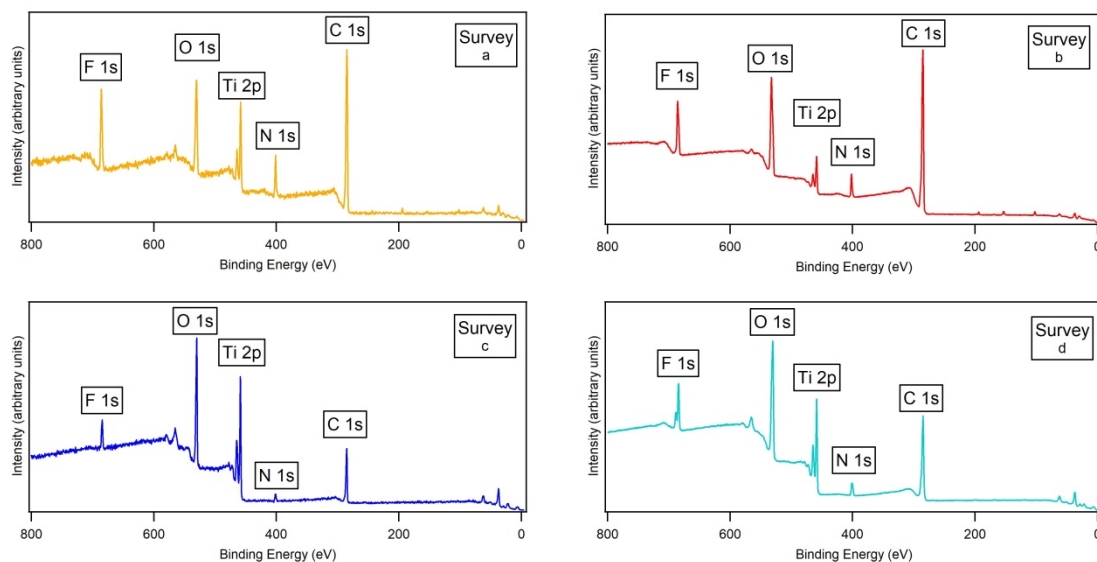 C 1s
Survey
a
O 1s
F 1s
Ti 2p
N 1s
Intensity (arbitrary units)
800
600
400
200
0
Binding Energy (eV)
C 1s
Survey
b
O 1s
F 1s
Ti 2p
N 1s
Intensity (arbitrary units)
800
600
400
200
0
Binding Energy (eV)
O 1s
Survey
c
Ti 2p
F 1s
C 1s
N 1s
Intensity (arbitrary units)
800
600
400
200
0
Binding Energy (eV)
O 1s
Survey
d
F 1s
Ti 2p
C 1s
N 1s
Intensity (arbitrary units)
800
600
400
200
0
Binding Energy (eV)